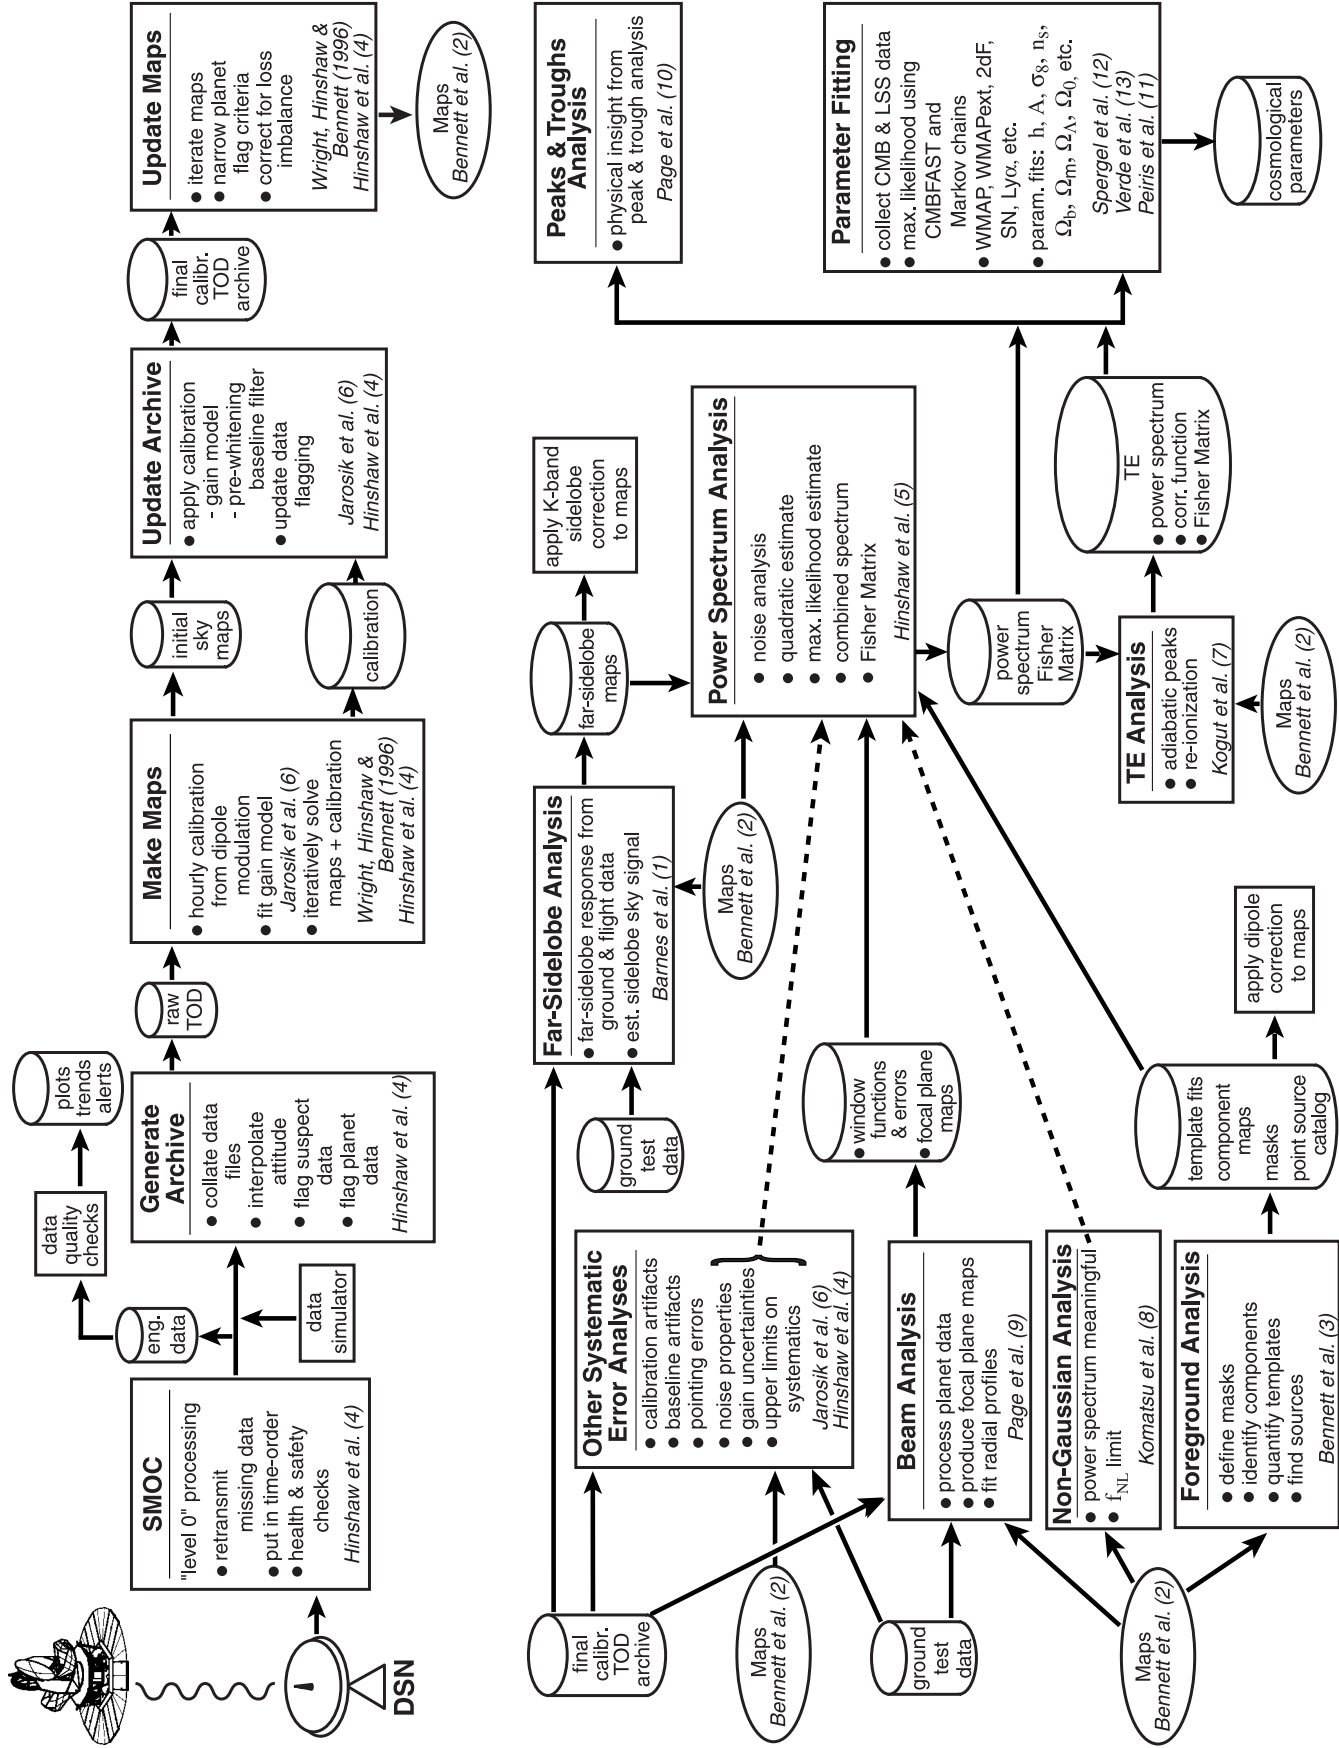 DSN
SMOC
"level 0" processing
● retransmit
missing data
● put in time-order
● health & safety
checks
Hinshaw et al. (4)
eng.
data
data
quality
checks
plots
trends
alerts
data
simulator
Generate
Archive
● collate data
files
● interpolate
attitude
● flag suspect
data
● flag planet
data
Hinshaw et al. (4)
raw
TOD
Make Maps
● hourly calibration
from dipole
modulation
● fit gain model
Jarosik et al. (6)
● iteratively solve
maps + calibration
Wright, Hinshaw &
Bennett (1996)
Hinshaw et al. (4)
initial
sky
maps
calibration
Update Archive
● apply calibration
- gain model
- pre-whitening
baseline filter
● update data
flagging
Jarosik et al. (6)
Hinshaw et al. (4)
final
calibr.
TOD
archive
Update Maps
● iterate maps
● narrow planet
flag criteria
● correct for loss
imbalance
Wright, Hinshaw &
Bennett (1996)
Hinshaw et al. (4)
Maps
Bennett et al. (2)
final
calibr.
TOD
archive
Maps
Bennett et al. (2)
ground
test
data
Maps
Bennett et al. (2)
Other Systematic
Error Analyses
● calibration artifacts
● baseline artifacts
● pointing errors
● noise properties
● gain uncertainties
● upper limits on
systematics
Jarosik et al. (6)
Hinshaw et al. (4)
Beam Analysis
● process planet data
● produce focal plane maps
● fit radial profiles
Page et al. (9)
Non-Gaussian Analysis
● power spectrum meaningful
● fNL limit
Komatsu et al. (8)
Foreground Analysis
● define masks
● identify components
● quantify templates
● find sources
Bennett et al. (3)
ground
test
data
● window
functions
& errors
● focal plane
maps
template fits
component
maps
masks
point source
catalog
apply dipole
correction
to maps
Far-Sidelobe Analysis
● far-sidelobe response from
ground & flight data
● est. sidelobe sky signal
Barnes et al. (1)
Maps
Bennett et al. (2)
far-sidelobe
maps
apply K-band
sidelobe
correction
to maps
Power Spectrum Analysis
● noise analysis
● quadratic estimate
● max. likelihood estimate
● combined spectrum
● Fisher Matrix
Hinshaw et al. (5)
power
spectrum
Fisher
Matrix
TE Analysis
● adiabatic peaks
● re-ionization
Kogut et al. (7)
Maps
Bennett et al. (2)
TE
● power spectrum
● corr. function
● Fisher Matrix
Peaks & Troughs
Analysis
● physical insight from
peak & trough analysis
Page et al. (10)
Parameter Fitting
● collect CMB & LSS data
● max. likelihood using
CMBFAST and
Markov chains
● WMAP, WMAPext, 2dF,
SN, Lyα, etc.
● param. fits: h, A, σ8, ns,
Ωb, Ωm, ΩΛ, Ω0, etc.
Spergel et al. (12)
Verde et al. (13)
Peiris et al. (11)
cosmological
parameters